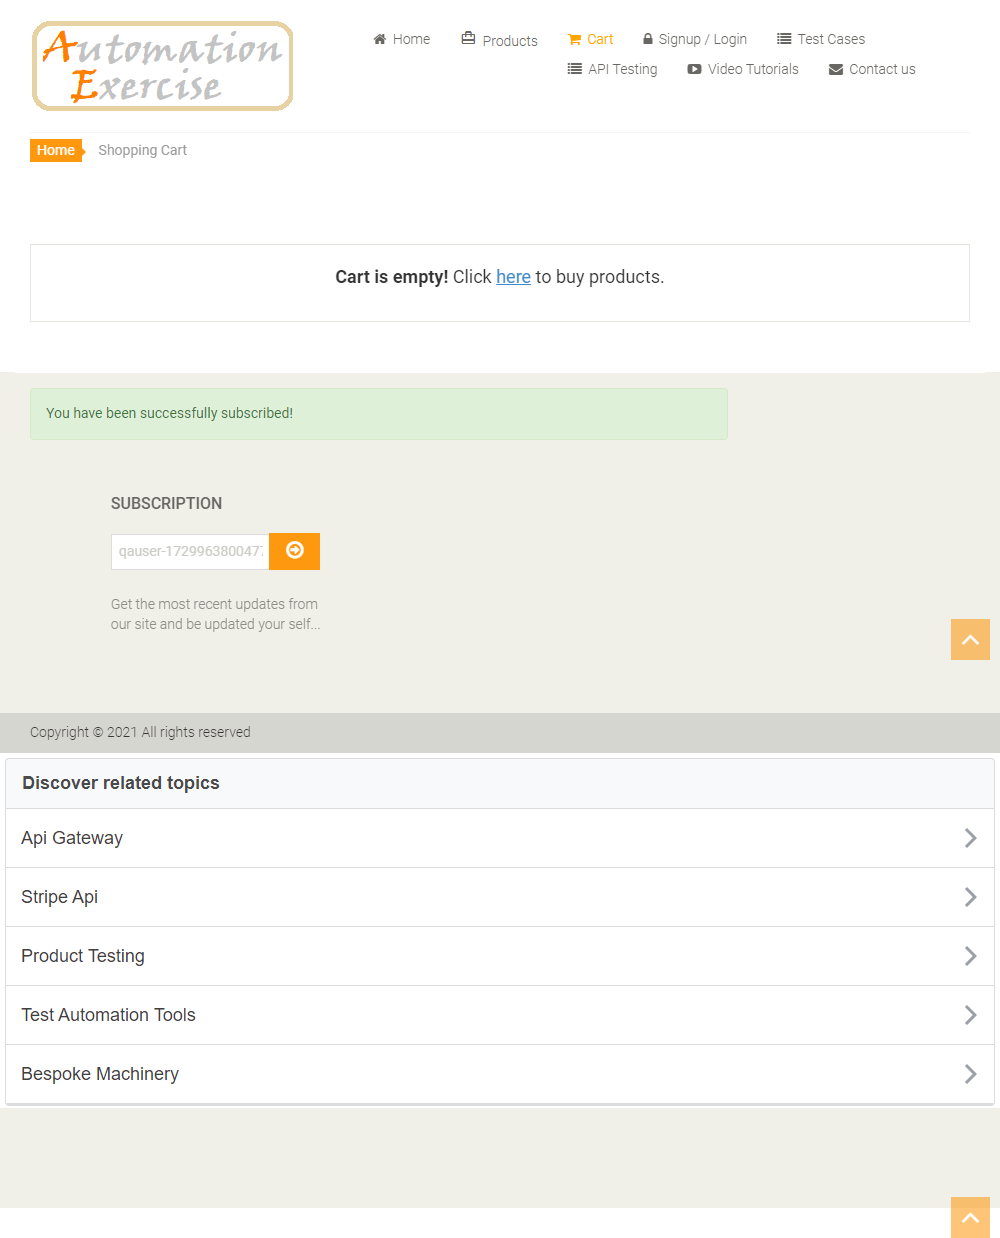 Automation
Exercise
Home
Products
Cart
Signup / Login
Test Cases
API Testing
Video Tutorials
Contact us
Home
Shopping Cart
Cart is empty! Click here to buy products.
You have been successfully subscribed!
SUBSCRIPTION
qauser-172996380047
Get the most recent updates from
our site and be updated your self...
Copyright © 2021 All rights reserved
Discover related topics
Api Gateway
Stripe Api
Product Testing
Test Automation Tools
Bespoke Machinery